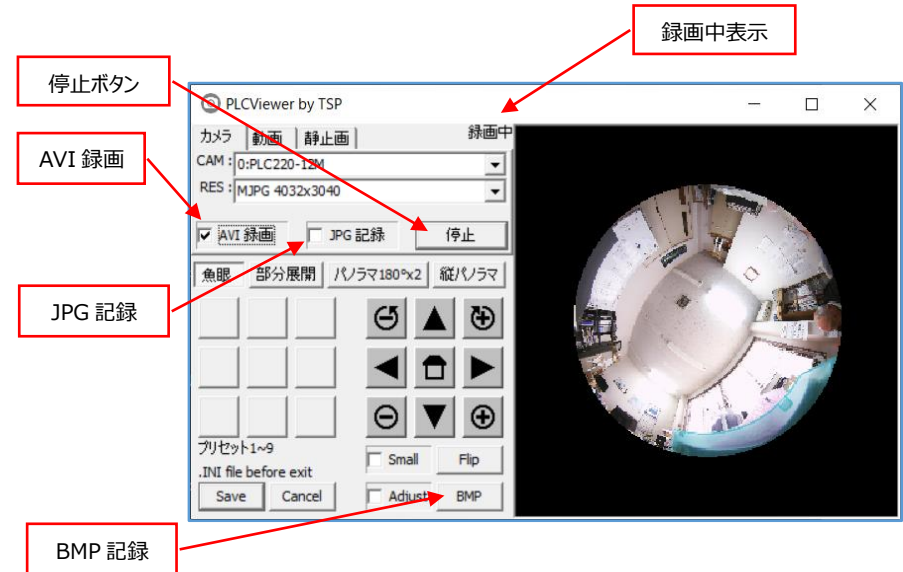 録画中表示
停止ボタン
PLCViewer by TSP
カメラ 動画 静止画 録画中
AVI 録画
CAM : 0:PLC220-12M
RES : MJPG 4032x3040
AVI 録画 JPG 記録 停止
魚眼 部分展開 パノラマ180°x2 縦パノラマ
JPG 記録
プリセット1~9
.INI file before exit
Small Flip
Save Cancel Adjust BMP
BMP 記録